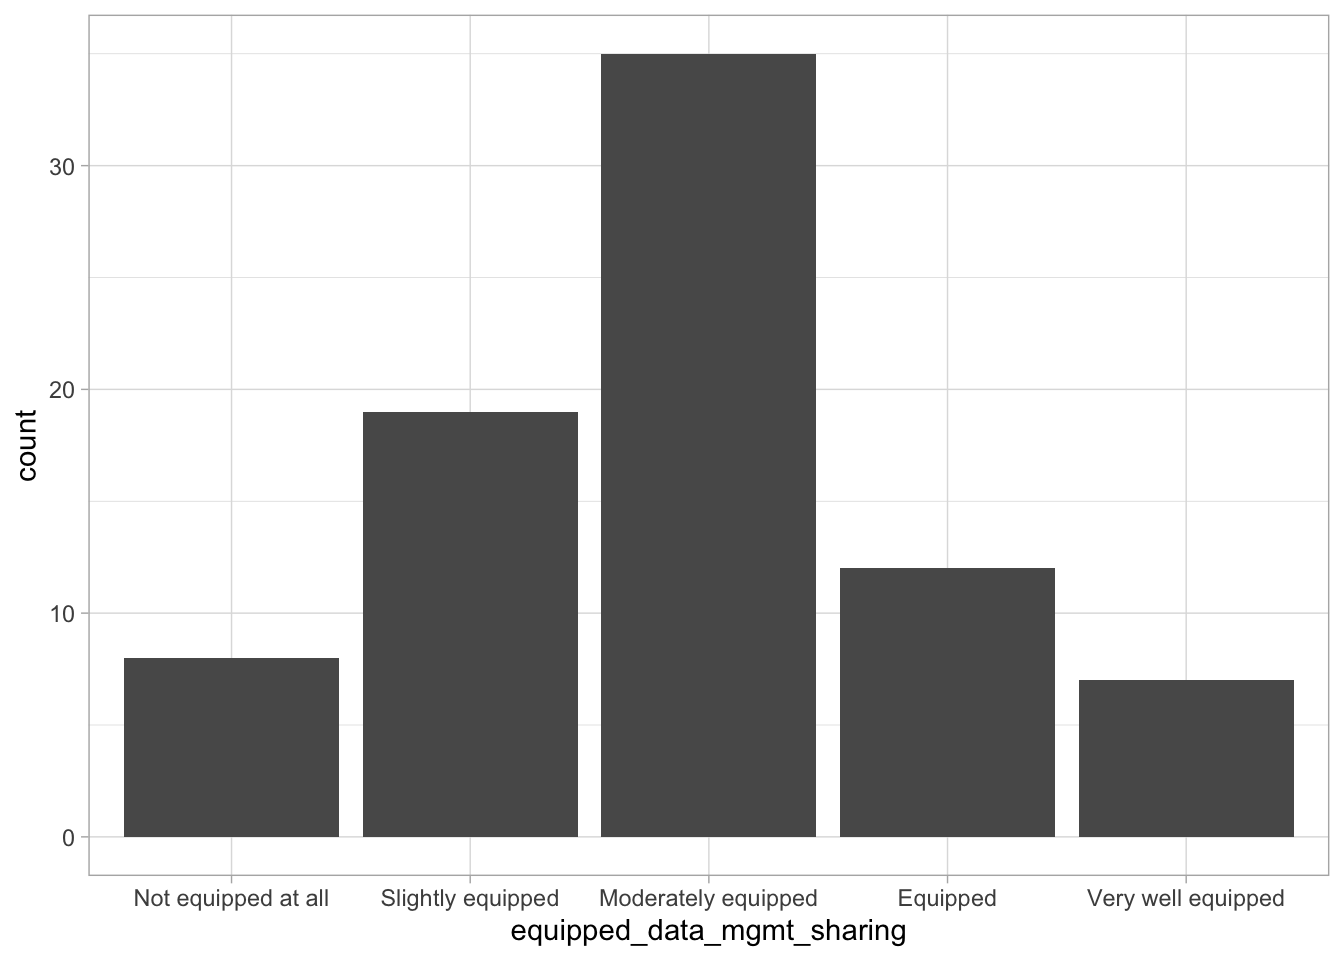 30
20
10
0
count
Not equipped at all
Slightly equipped
Moderately equipped
Equipped
Very well equipped
equipped_data_mgmt_sharing